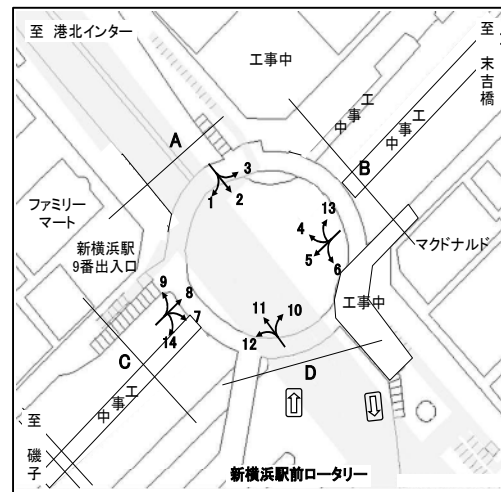 至 港北インター
工事中
至
末吉橋
工事中
工事中
A
B
3
1
2
13
4
5
6
ファミリー
マート
新横浜駅
9番出入口
マクドナルド
9
8
7
14
11
10
12
工事中
C
D
工事中
至
磯子
新横浜駅前ロータリー